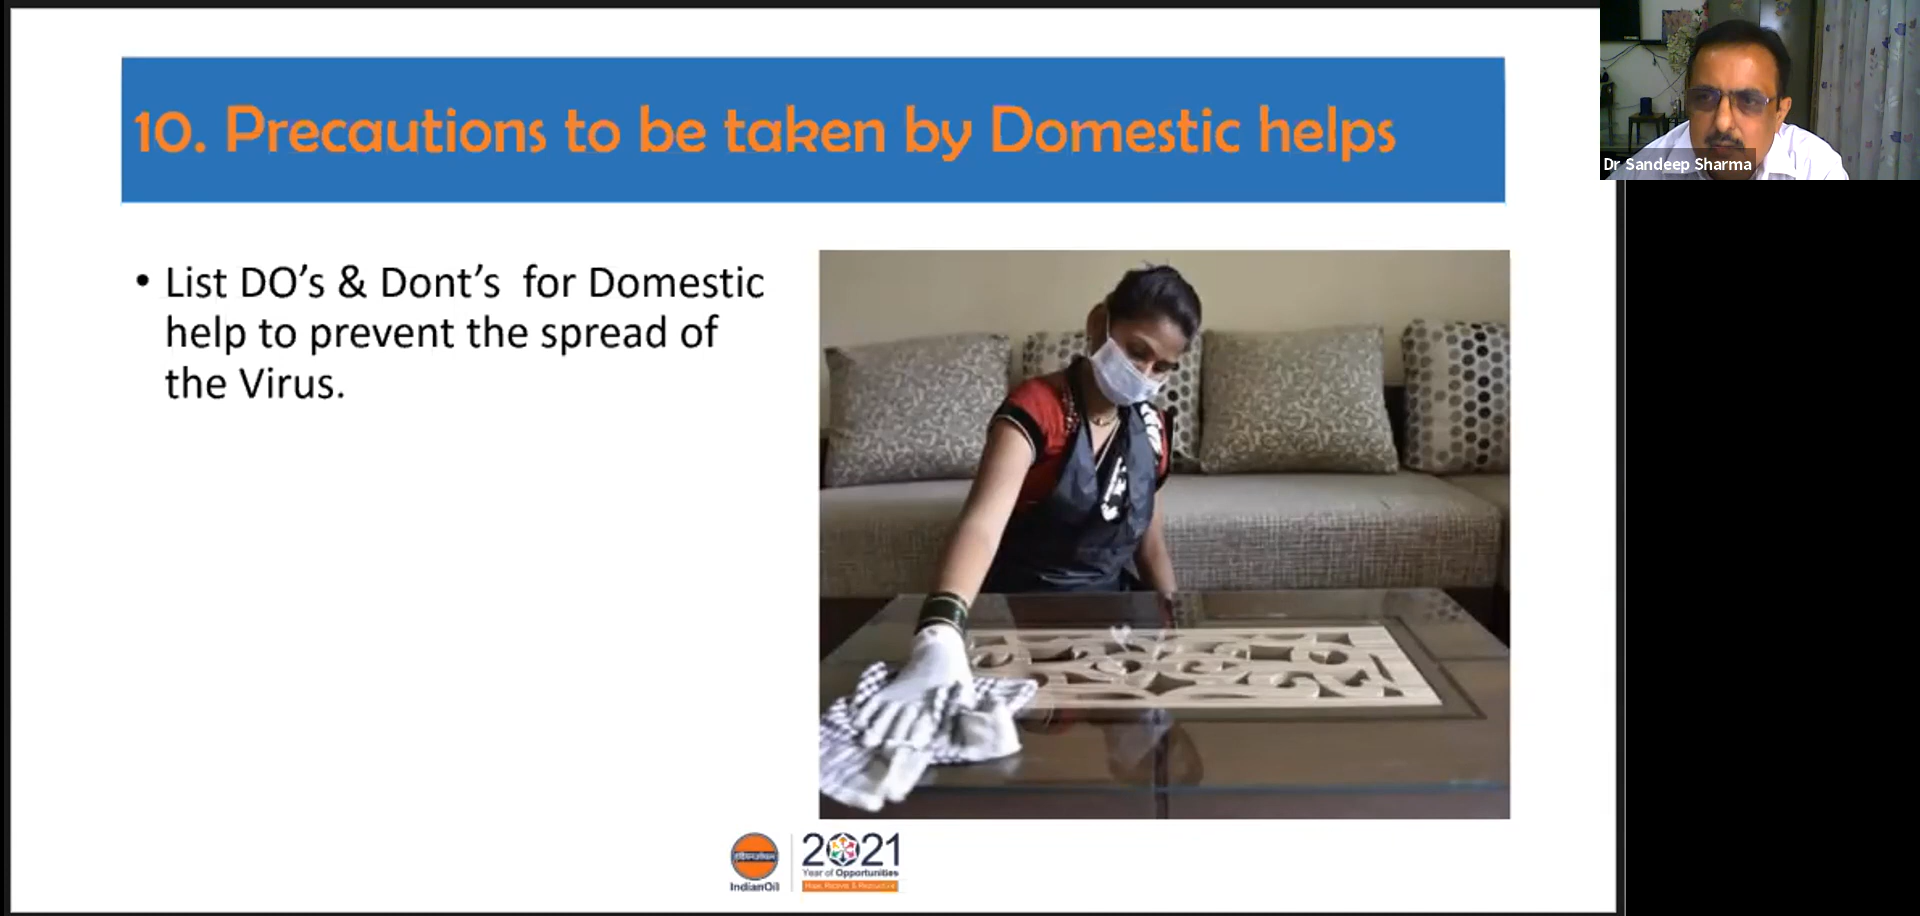 10. Precautions to be taken by Domestic helps
Dr Sandeep Sharma
• List DO's & Dont's for Domestic
help to prevent the spread of
the Virus.
इंडियनऑयल
IndianOil
2021
Year of Opportunities